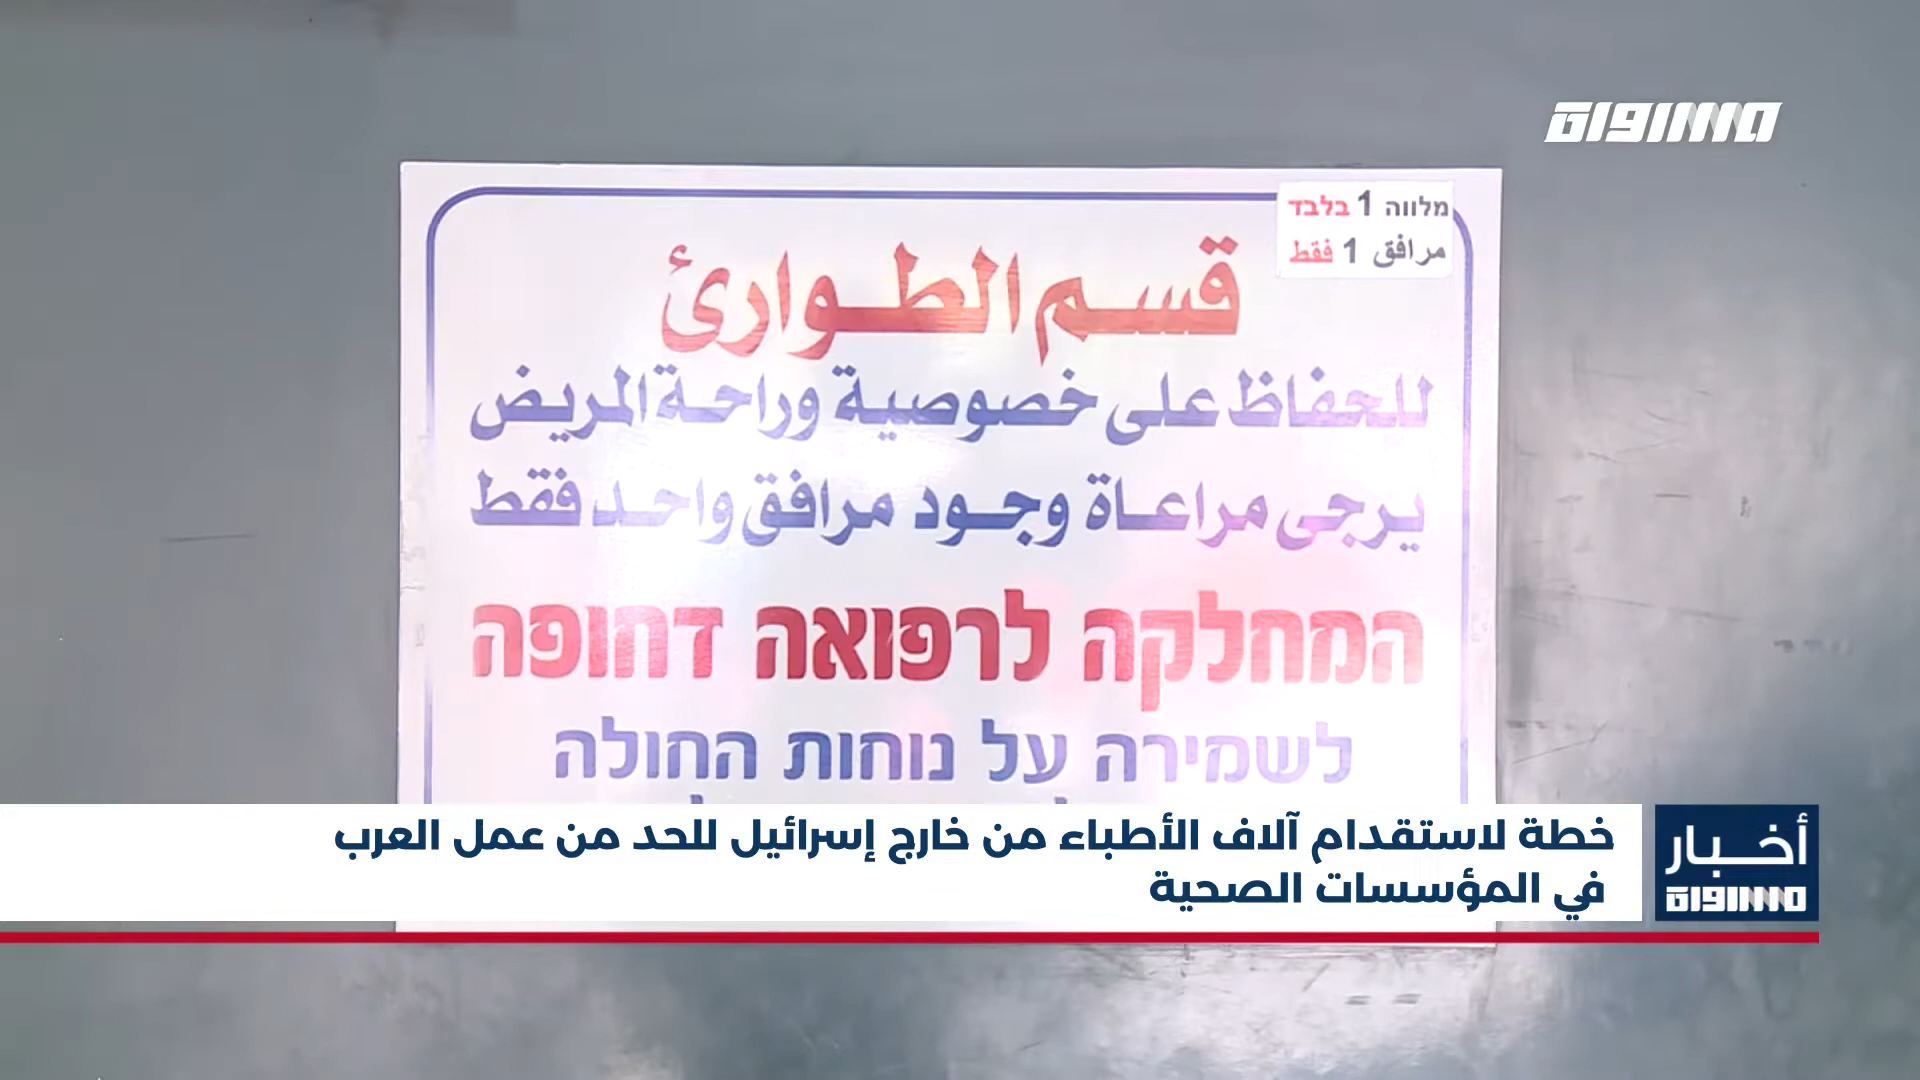 مساواة
מלווה 1 בלבד
مرافق 1 فقط
قسم الطوارئ
للحفاظ على خصوصية وراحة المريض
يرجى مراعاة وجود مرافق واحد فقط
המחלקה לרפואה דחופה
לשמירה על נוחות החולה
أخبار
مساواة
خطة لاستقدام آلاف الأطباء من خارج إسرائيل للحد من عمل العرب
في المؤسسات الصحية